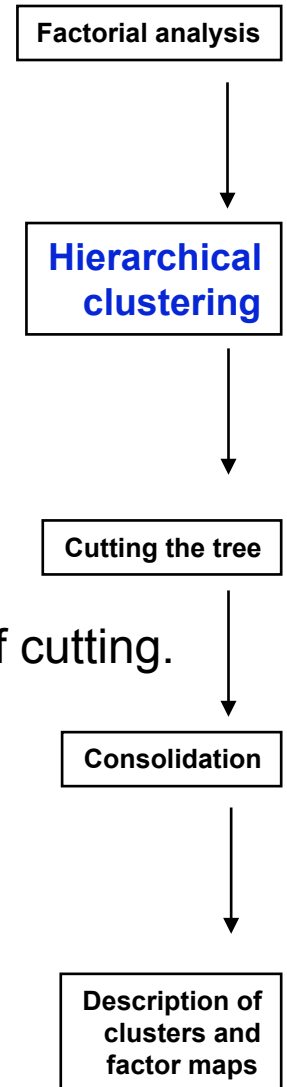 Factorial analysis
Hierarchical
clustering
Cutting the tree
f cutting.
Consolidation
Description of
clusters and
factor maps